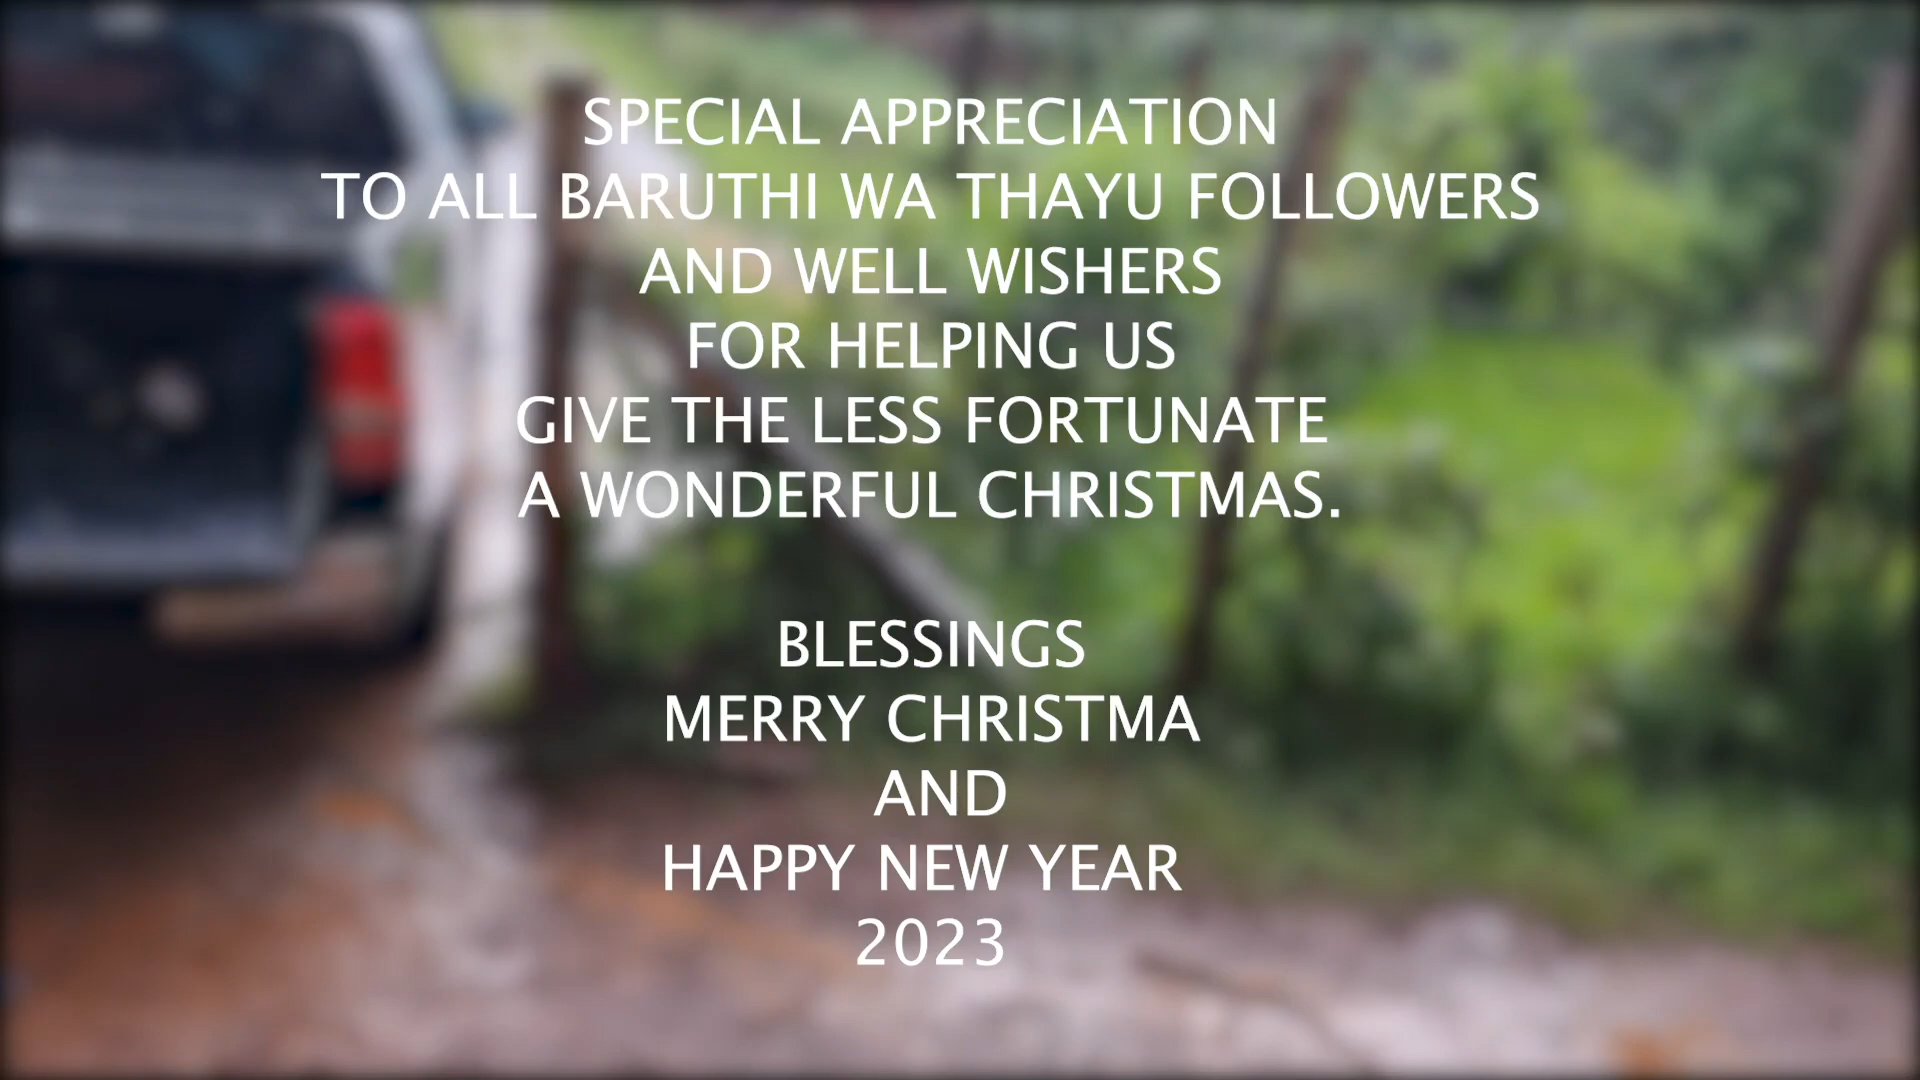 SPECIAL APPRECIATION
TO ALL BARUTHI WA THAYU FOLLOWERS
AND WELL WISHERS
FOR HELPING US
GIVE THE LESS FORTUNATE
A WONDERFUL CHRISTMAS.
BLESSINGS
MERRY CHRISTMA
AND
HAPPY NEW YEAR
2023